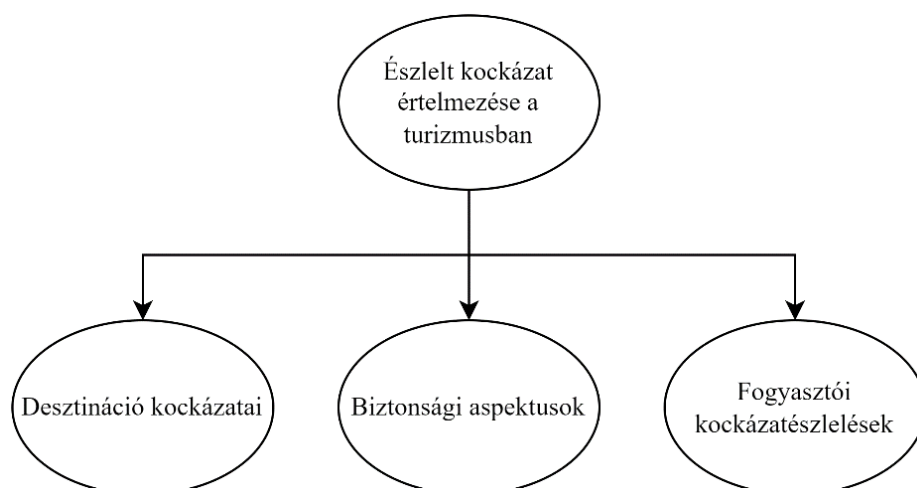 Észlelt kockázat
értelmezése a
turizmusban
Desztináció kockázatai
Biztonsági aspektusok
Fogyasztói
kockázatészlelések